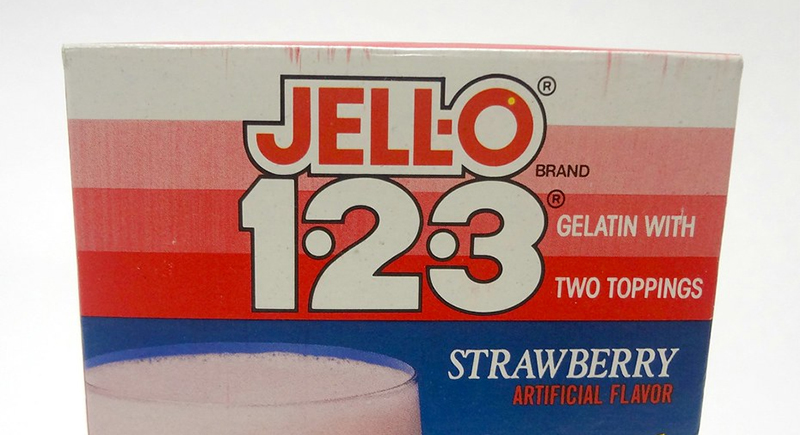 JELL-O®
BRAND
1•2•3®
GELATIN WITH
TWO TOPPINGS
STRAWBERRY
ARTIFICIAL FLAVOR